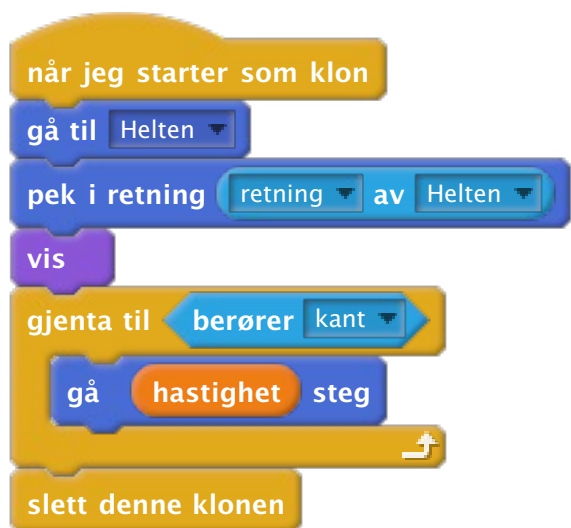 når jeg starter som klon
gå til Helten
pek i retning retning av Helten
vis
gjenta til berører kant
gå hastighet steg
slett denne klonen